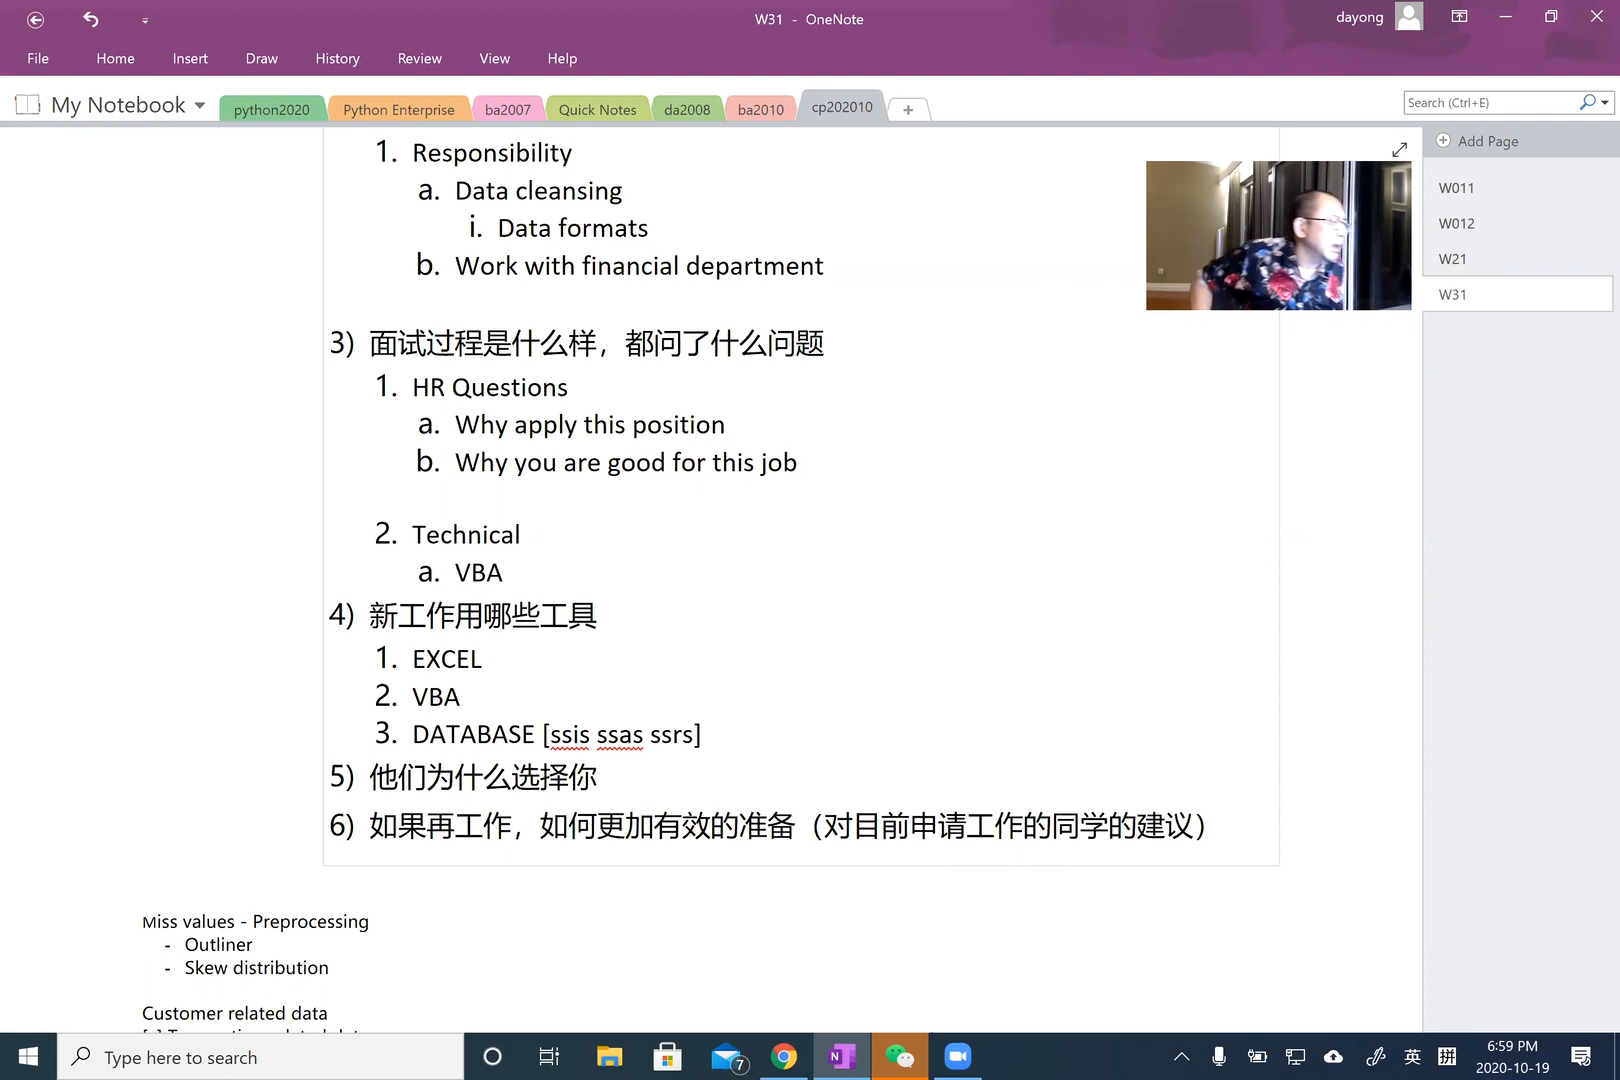 W31 - OneNote
dayong
File Home Insert Draw History Review View Help
My Notebook
python2020 Python Enterprise ba2007 Quick Notes da2008 ba2010 cp202010
Search (Ctrl+E)
Add Page
W011
W012
W21
W31
1. Responsibility
a. Data cleansing
i. Data formats
b. Work with financial department
3) 面试过程是什么样，都问了什么问题
1. HR Questions
a. Why apply this position
b. Why you are good for this job
2. Technical
a. VBA
4) 新工作用哪些工具
1. EXCEL
2. VBA
3. DATABASE [ssis ssas ssrs]
5) 他们为什么选择你
6) 如果再工作，如何更加有效的准备（对目前申请工作的同学的建议）
Miss values - Preprocessing
- Outliner
- Skew distribution
Customer related data
Type here to search
7
N
英 拼
6:59 PM
2020-10-19